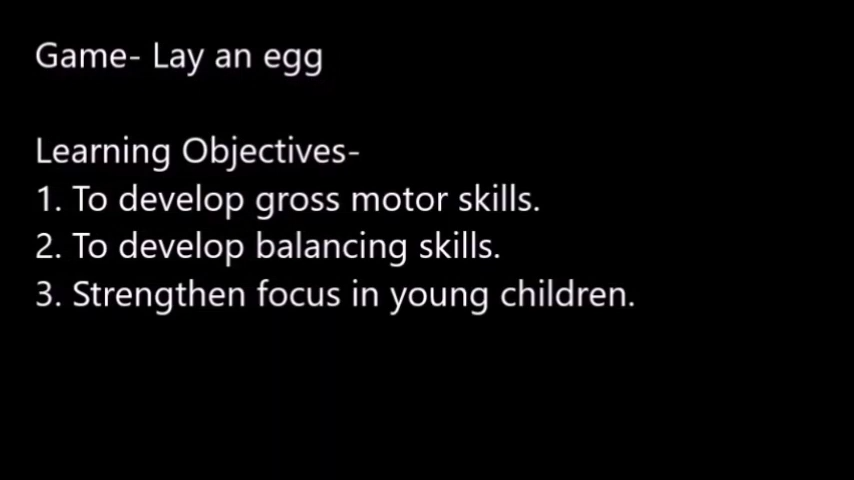 Game- Lay an egg
Learning Objectives-
1. To develop gross motor skills.
2. To develop balancing skills.
3. Strengthen focus in young children.